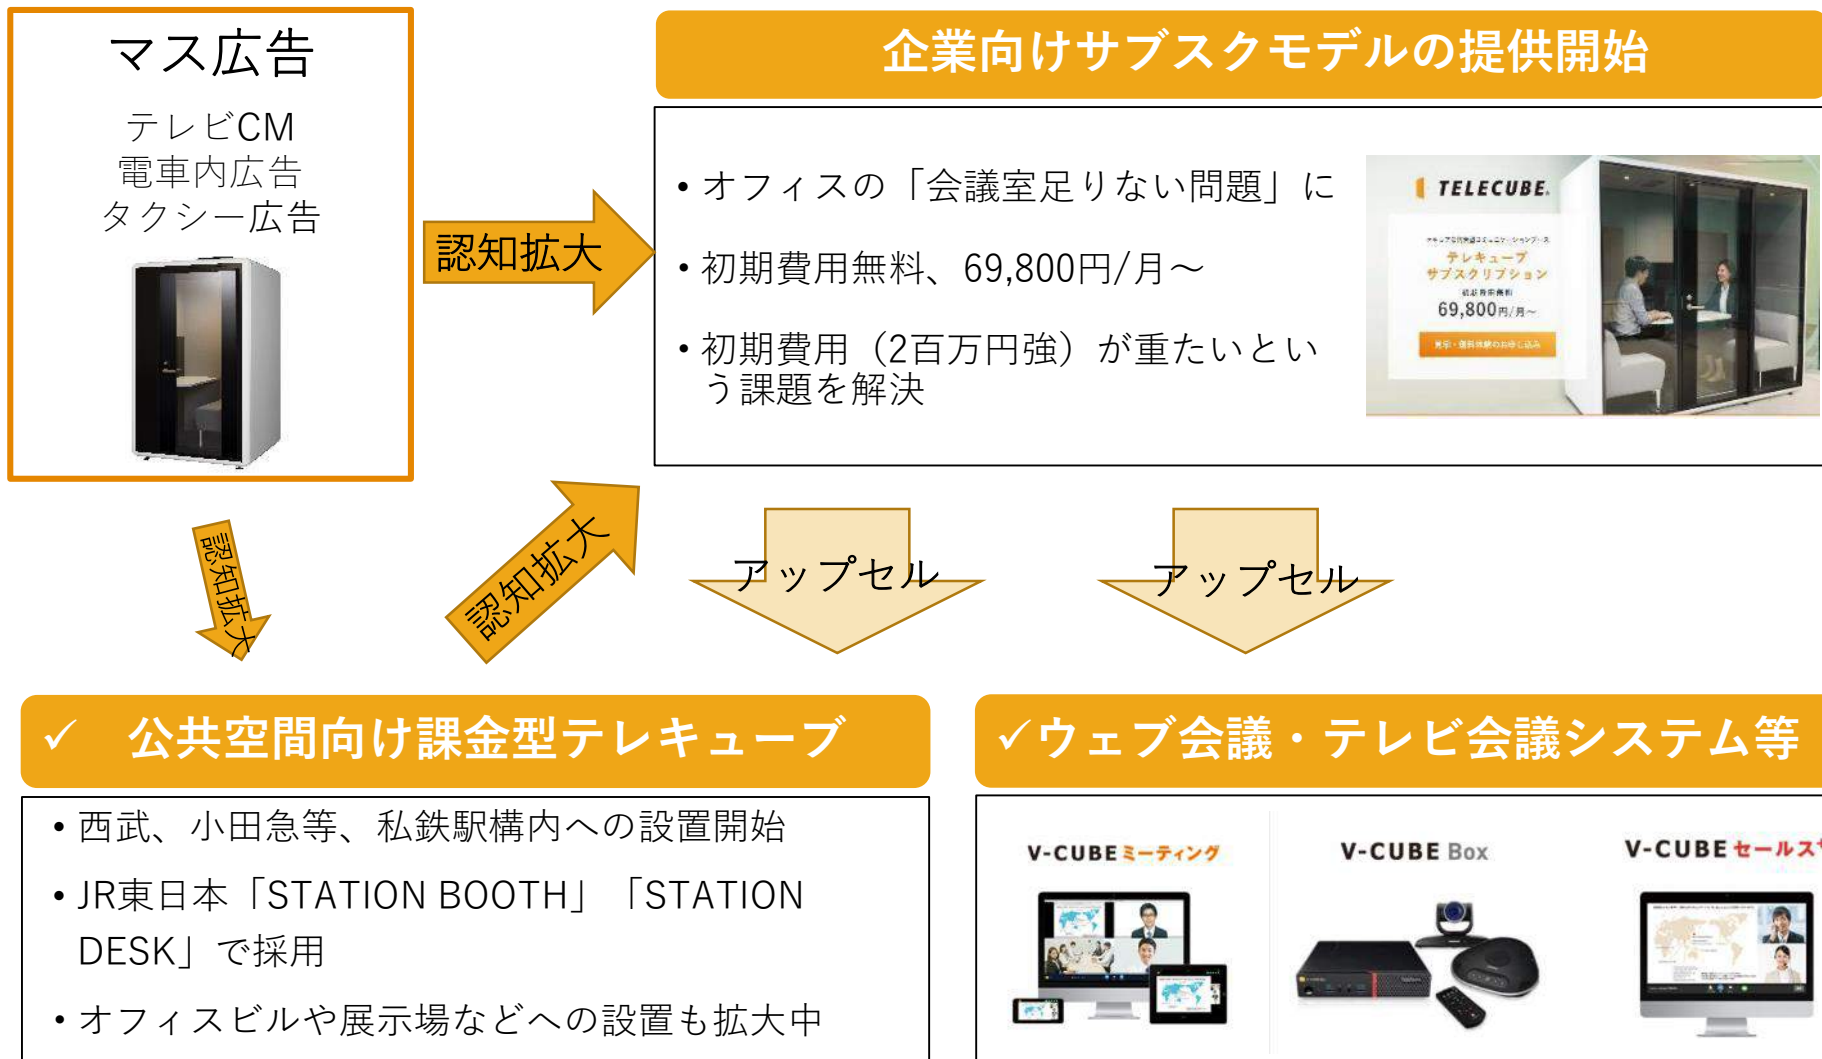 マス広告
テレビCM
電車内広告
タクシー広告
認知拡大
企業向けサブスクモデルの提供開始
• オフィスの「会議室足りない問題」に
• 初期費用無料、69,800円/月～
• 初期費用（2百万円強）が重たいとい
う課題を解決
TELECUBE
テレキューブ
サブスクリプション
初期費用無料
69,800円/月～
認知拡大
認知拡大
アップセル
アップセル
✓ 公共空間向け課金型テレキューブ
• 西武、小田急等、私鉄駅構内への設置開始
• JR東日本「STATION BOOTH」「STATION
DESK」で採用
• オフィスビルや展示場などへの設置も拡大中
✓ウェブ会議・テレビ会議システム等
V-CUBE ミーティング
V-CUBE Box
V-CUBE セールス